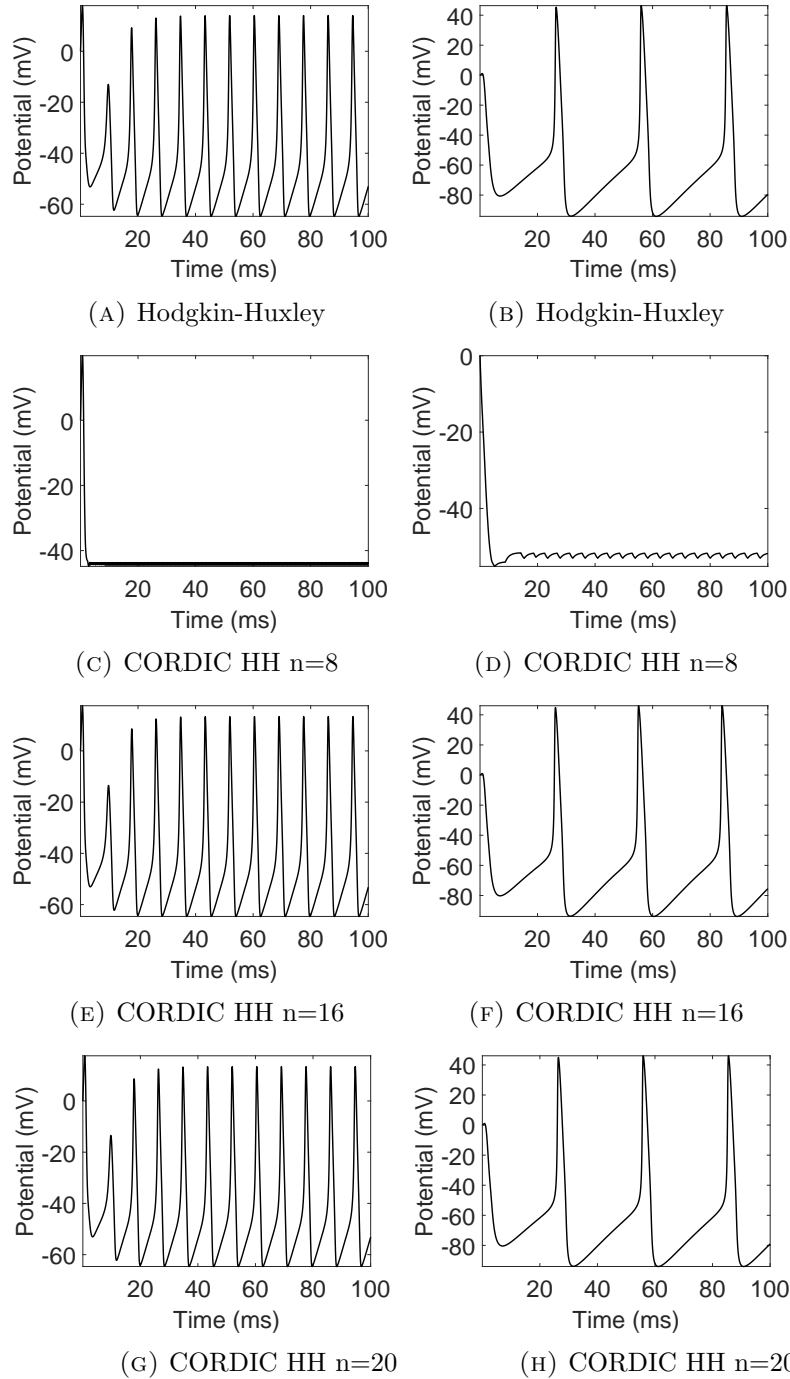 Potential (mV)
0
-20
-40
-60
20 40 60 80 100
Time (ms)
(A) Hodgkin-Huxley
Potential (mV)
40
20
0
-20
-40
-60
-80
20 40 60 80 100
Time (ms)
(B) Hodgkin-Huxley
Potential (mV)
0
-20
-40
20 40 60 80 100
Time (ms)
(C) CORDIC HH n=8
Potential (mV)
0
-20
-40
20 40 60 80 100
Time (ms)
(D) CORDIC HH n=8
Potential (mV)
0
-20
-40
-60
20 40 60 80 100
Time (ms)
(E) CORDIC HH n=16
Potential (mV)
40
20
0
-20
-40
-60
-80
20 40 60 80 100
Time (ms)
(F) CORDIC HH n=16
Potential (mV)
0
-20
-40
-60
20 40 60 80 100
Time (ms)
(G) CORDIC HH n=20
Potential (mV)
40
20
0
-20
-40
-60
-80
20 40 60 80 100
Time (ms)
(H) CORDIC HH n=20